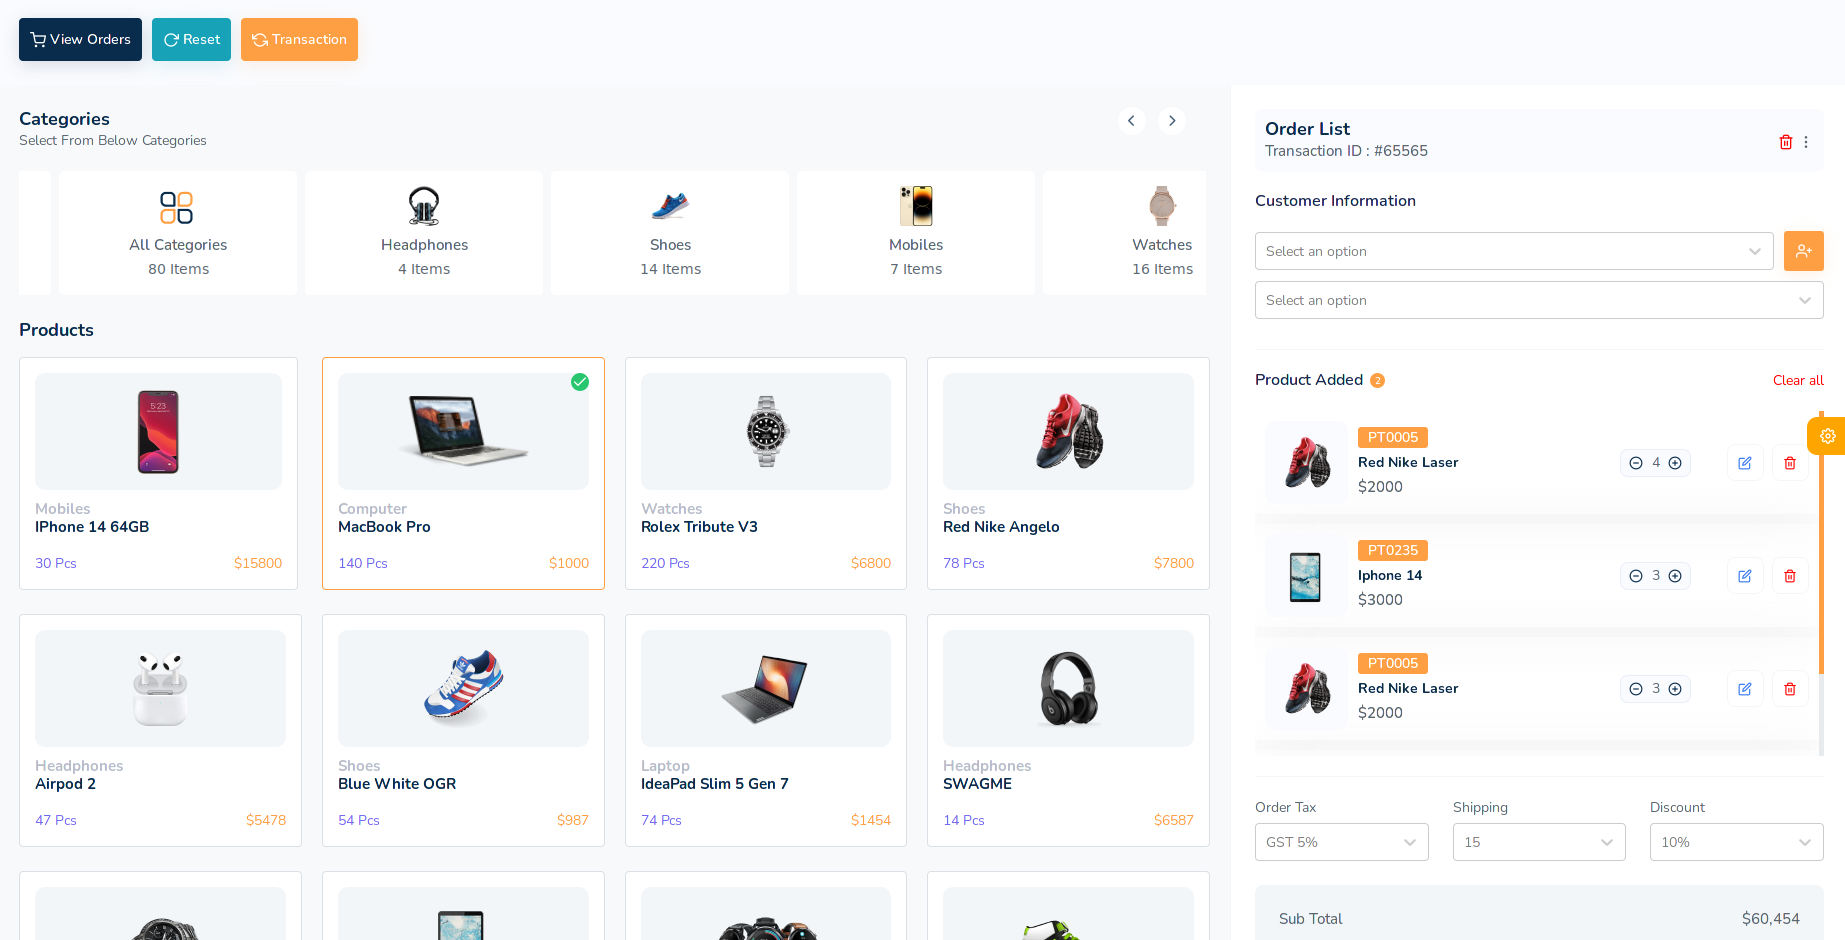 View Orders
Reset
Transaction
Categories
Select From Below Categories
All Categories
80 Items
Headphones
4 Items
Shoes
14 Items
Mobiles
7 Items
Watches
16 Items
Products
5:23
Mobiles
IPhone 14 64GB
30 Pcs $15800
Computer
MacBook Pro
140 Pcs $1000
Watches
Rolex Tribute V3
220 Pcs $6800
Shoes
Red Nike Angelo
78 Pcs $7800
Headphones
Airpod 2
47 Pcs $5478
Shoes
Blue White OGR
54 Pcs $987
Laptop
IdeaPad Slim 5 Gen 7
74 Pcs $1454
Headphones
SWAGME
14 Pcs $6587
Order List
Transaction ID : #65565
Customer Information
Select an option
Select an option
Product Added 2 Clear all
PT0005
Red Nike Laser
$2000
4
PT0235
Iphone 14
$3000
3
PT0005
Red Nike Laser
$2000
3
Order Tax
GST 5%
Shipping
15
Discount
10%
Sub Total $60,454